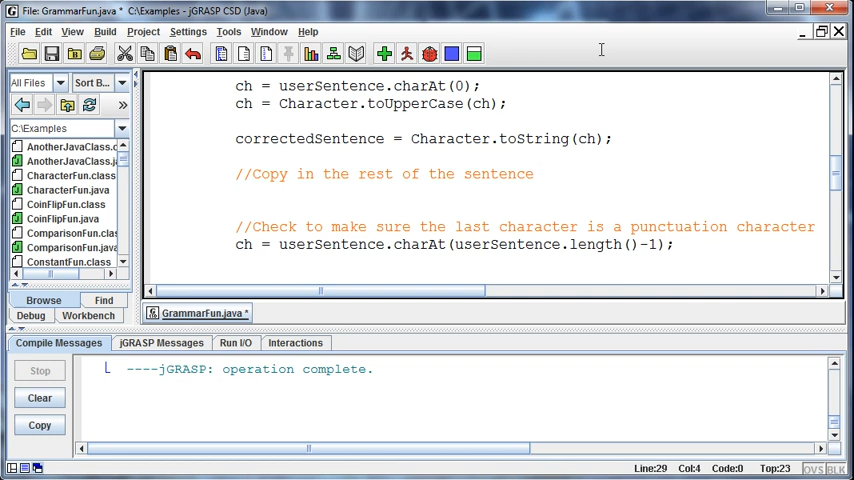 File: GrammarFun.java *  C:\Examples - jGRASP CSD (Java)
File Edit View Build Project Settings Tools Window Help
All Files Sort B...
C:\Examples
AnotherJavaClass.c
AnotherJavaClass.ja
CharacterFun.class
CharacterFun.java
CoinFlipFun.class
CoinFlipFun.java
ComparisonFun.clas
ComparisonFun.java
ConstantFun.class
Browse Find
Debug Workbench
ch = userSentence.charAt(0);
ch = Character.toUpperCase(ch);
correctedSentence = Character.toString(ch);
//Copy in the rest of the sentence
//Check to make sure the last character is a punctuation character
ch = userSentence.charAt(userSentence.length()-1);
GrammarFun.java *
Compile Messages jGRASP Messages Run I/O Interactions
Stop
Clear
Copy
----jGRASP: operation complete.
Line:29 Col:4 Code:0 Top:23 OVS BLK